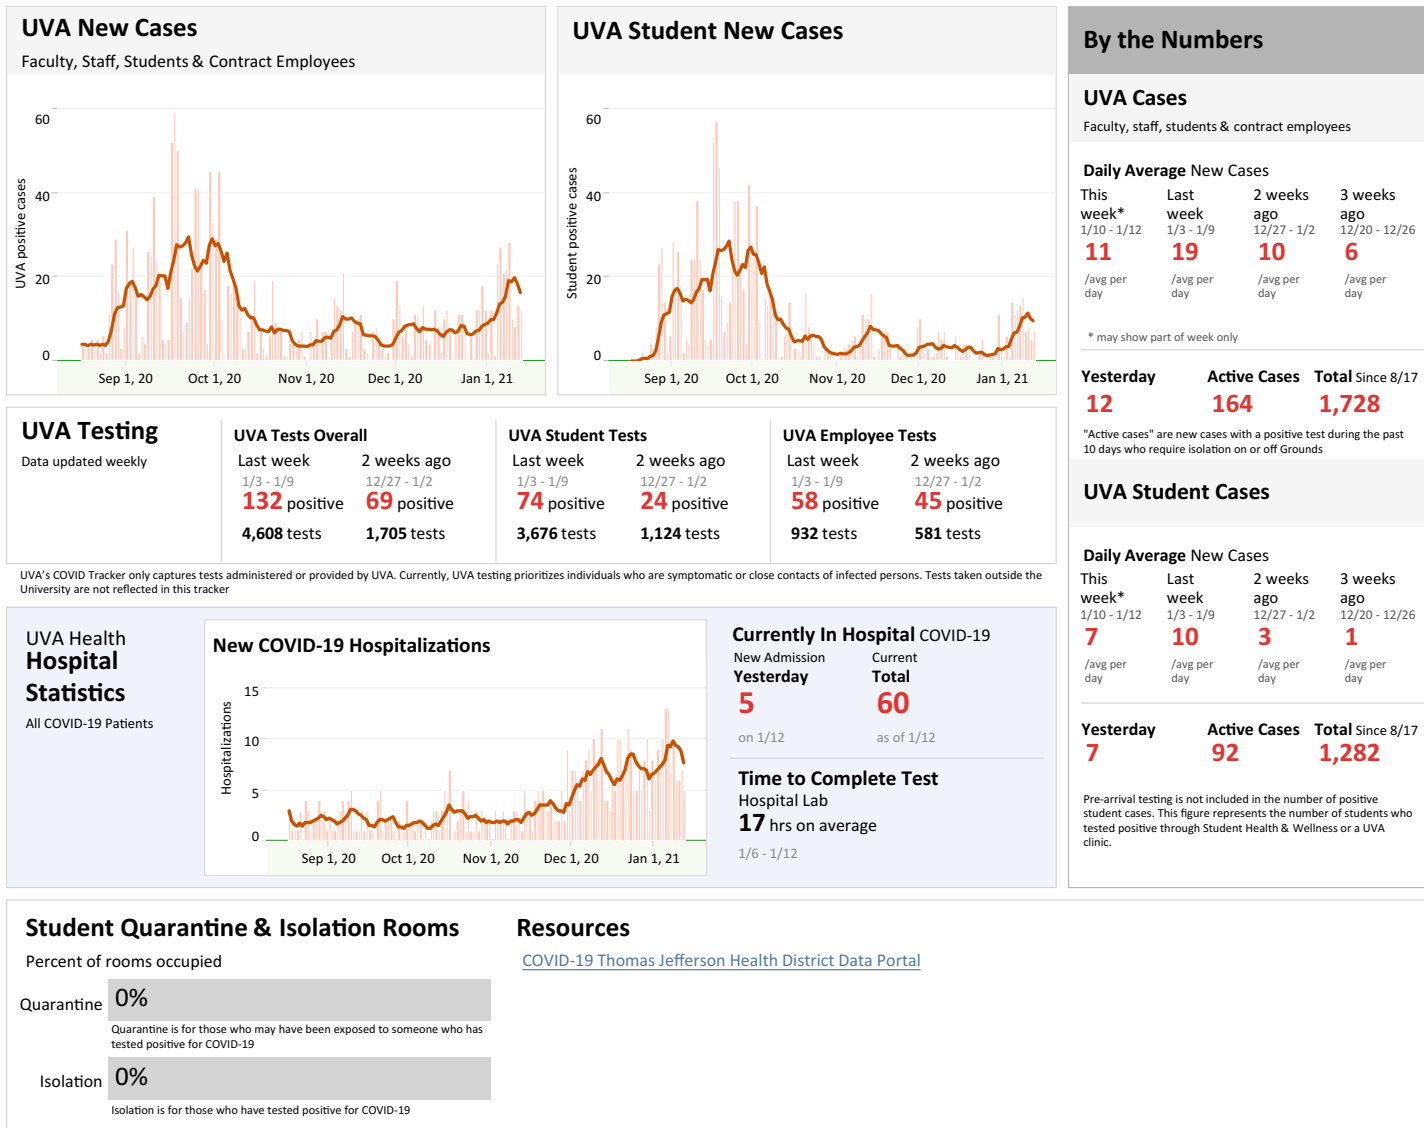 UVA New Cases
Faculty, Staff, Students & Contract Employees
UVA positive cases
60
40
20
0
Sep 1, 20 Oct 1, 20 Nov 1, 20 Dec 1, 20 Jan 1, 21
UVA Student New Cases
Student positive cases
60
40
20
0
Sep 1, 20 Oct 1, 20 Nov 1, 20 Dec 1, 20 Jan 1, 21
UVA Testing
Data updated weekly
UVA Tests Overall
Last week 2 weeks ago
1/3 - 1/9 12/27 - 1/2
132 positive 69 positive
4,608 tests 1,705 tests
UVA Student Tests
Last week 2 weeks ago
1/3 - 1/9 12/27 - 1/2
74 positive 24 positive
3,676 tests 1,124 tests
UVA Employee Tests
Last week 2 weeks ago
1/3 - 1/9 12/27 - 1/2
58 positive 45 positive
932 tests 581 tests
UVA's COVID Tracker only captures tests administered or provided by UVA. Currently, UVA testing prioritizes individuals who are symptomatic or close contacts of infected persons. Tests taken outside the
University are not reflected in this tracker
UVA Health
Hospital
Statistics
All COVID-19 Patients
New COVID-19 Hospitalizations
Hospitalizations
15
10
5
0
Sep 1, 20 Oct 1, 20 Nov 1, 20 Dec 1, 20 Jan 1, 21
Currently In Hospital COVID-19
New Admission Current
Yesterday Total
5 60
on 1/12 as of 1/12
Time to Complete Test
Hospital Lab
17 hrs on average
1/6 - 1/12
By the Numbers
UVA Cases
Faculty, staff, students & contract employees
Daily Average New Cases
This Last 2 weeks 3 weeks
week* week ago ago
1/10 - 1/12 1/3 - 1/9 12/27 - 1/2 12/20 - 12/26
11 19 10 6
/avg per /avg per /avg per /avg per
day day day day
* may show part of week only
Yesterday Active Cases Total Since 8/17
12 164 1,728
"Active cases" are new cases with a positive test during the past
10 days who require isolation on or off Grounds
UVA Student Cases
Daily Average New Cases
This Last 2 weeks 3 weeks
week* week ago ago
1/10 - 1/12 1/3 - 1/9 12/27 - 1/2 12/20 - 12/26
7 10 3 1
/avg per /avg per /avg per /avg per
day day day day
Yesterday Active Cases Total Since 8/17
7 92 1,282
Pre-arrival testing is not included in the number of positive
student cases. This figure represents the number of students who
tested positive through Student Health & Wellness or a UVA
clinic.
Student Quarantine & Isolation Rooms
Percent of rooms occupied
Quarantine 0%
Quarantine is for those who may have been exposed to someone who has
tested positive for COVID-19
Isolation 0%
Isolation is for those who have tested positive for COVID-19
Resources
COVID-19 Thomas Jefferson Health District Data Portal